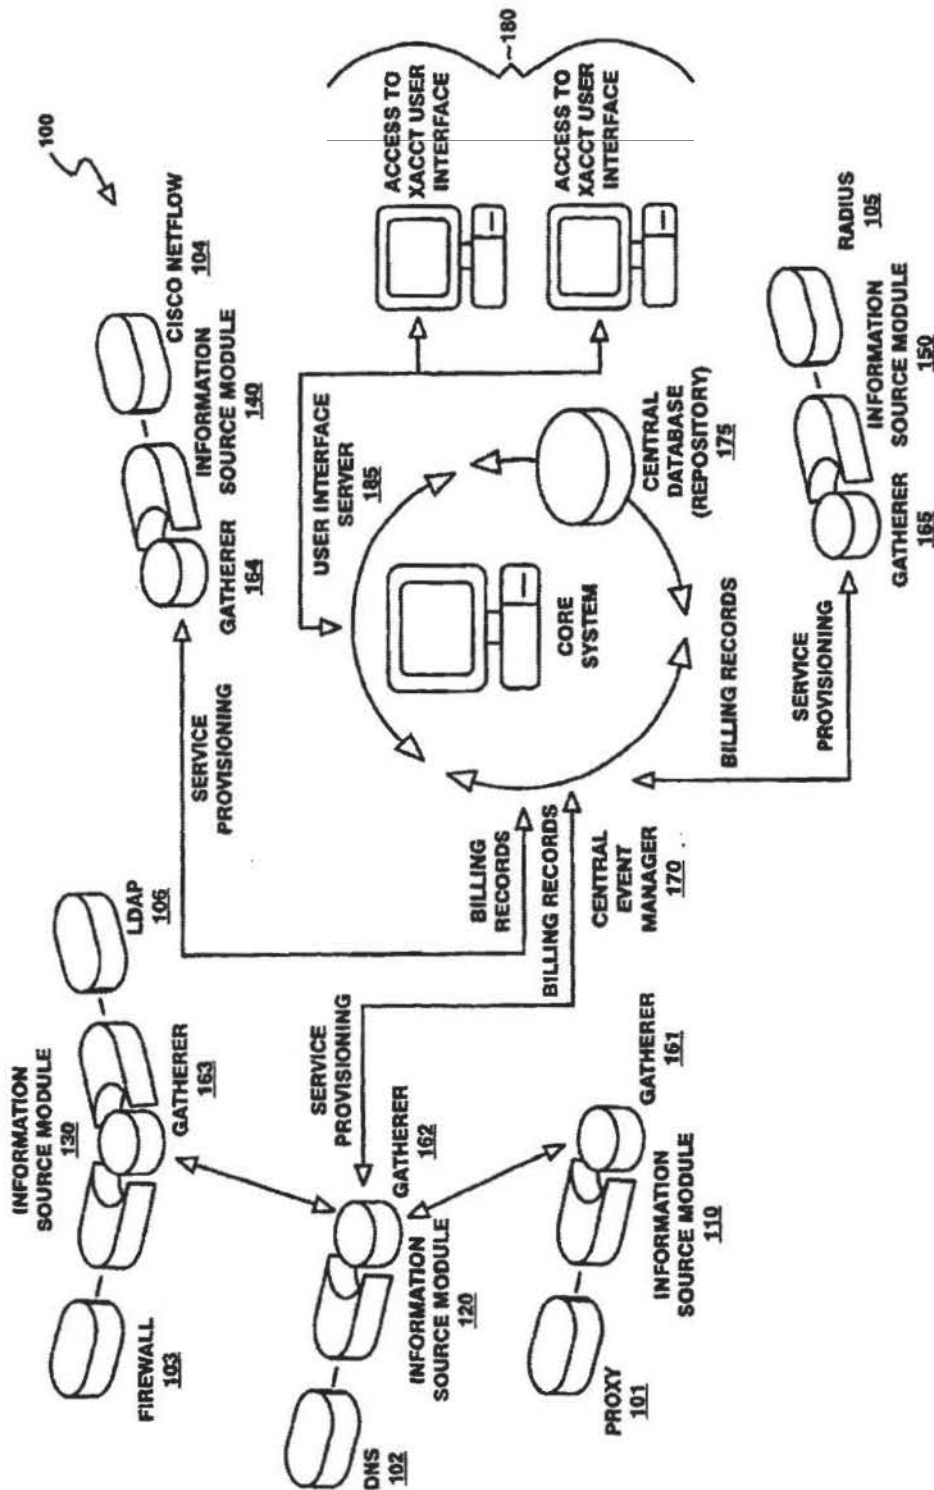 100
INFORMATION
SOURCE MODULE
130
FIREWALL
103
GATHERER
163
LDAP
106
CISCO NETFLOW
104
INFORMATION
SOURCE MODULE
140
GATHERER
164
SERVICE
PROVISIONING
SERVICE
PROVISIONING
BILLING
RECORDS
BILLING RECORDS
USER INTERFACE
SERVER
185
ACCESS TO
XACCT USER
INTERFACE
ACCESS TO
XACCT USER
INTERFACE
~180
DNS
102
INFORMATION
SOURCE MODULE
120
GATHERER
162
CENTRAL
EVENT
MANAGER
170
CORE
SYSTEM
CENTRAL
DATABASE
(REPOSITORY)
175
BILLING RECORDS
SERVICE
PROVISIONING
PROXY
101
INFORMATION
SOURCE MODULE
110
GATHERER
161
GATHERER
165
INFORMATION
SOURCE MODULE
150
RADIUS
105